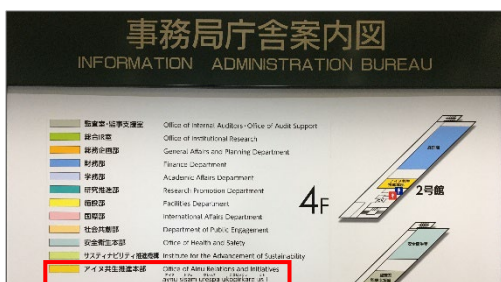 事務局庁舎案内図
INFORMATION ADMINISTRATION BUREAU
監査室・監事支援室 Office of Internal Auditors・Office of Audit Support
総合IR室 Office of Institutional Research
総務企画部 General Affairs and Planning Department
財務部 Finance Department
学務部 Academic Affairs Department
研究推進部 Research Promotion Department
施設部 Facilities Department
国際部 International Affairs Department
社会共創部 Department of Public Engagement
安全衛生本部 Office of Health and Safety
サステイナビリティ推進機構 Institute for the Advancement of Sustainability
アイヌ共生推進本部 Office of Ainu Relations and Initiatives
4F
2号館